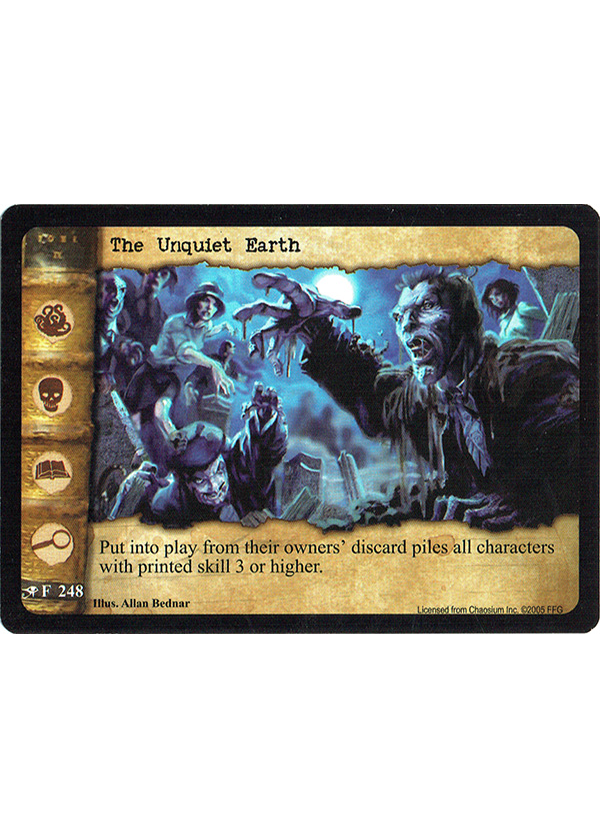 The Unquiet Earth
Put into play from their owners' discard piles all characters
with printed skill 3 or higher.
F 248
Illus. Allan Bednar
Licensed from Chaosium Inc. ©2005 FFG